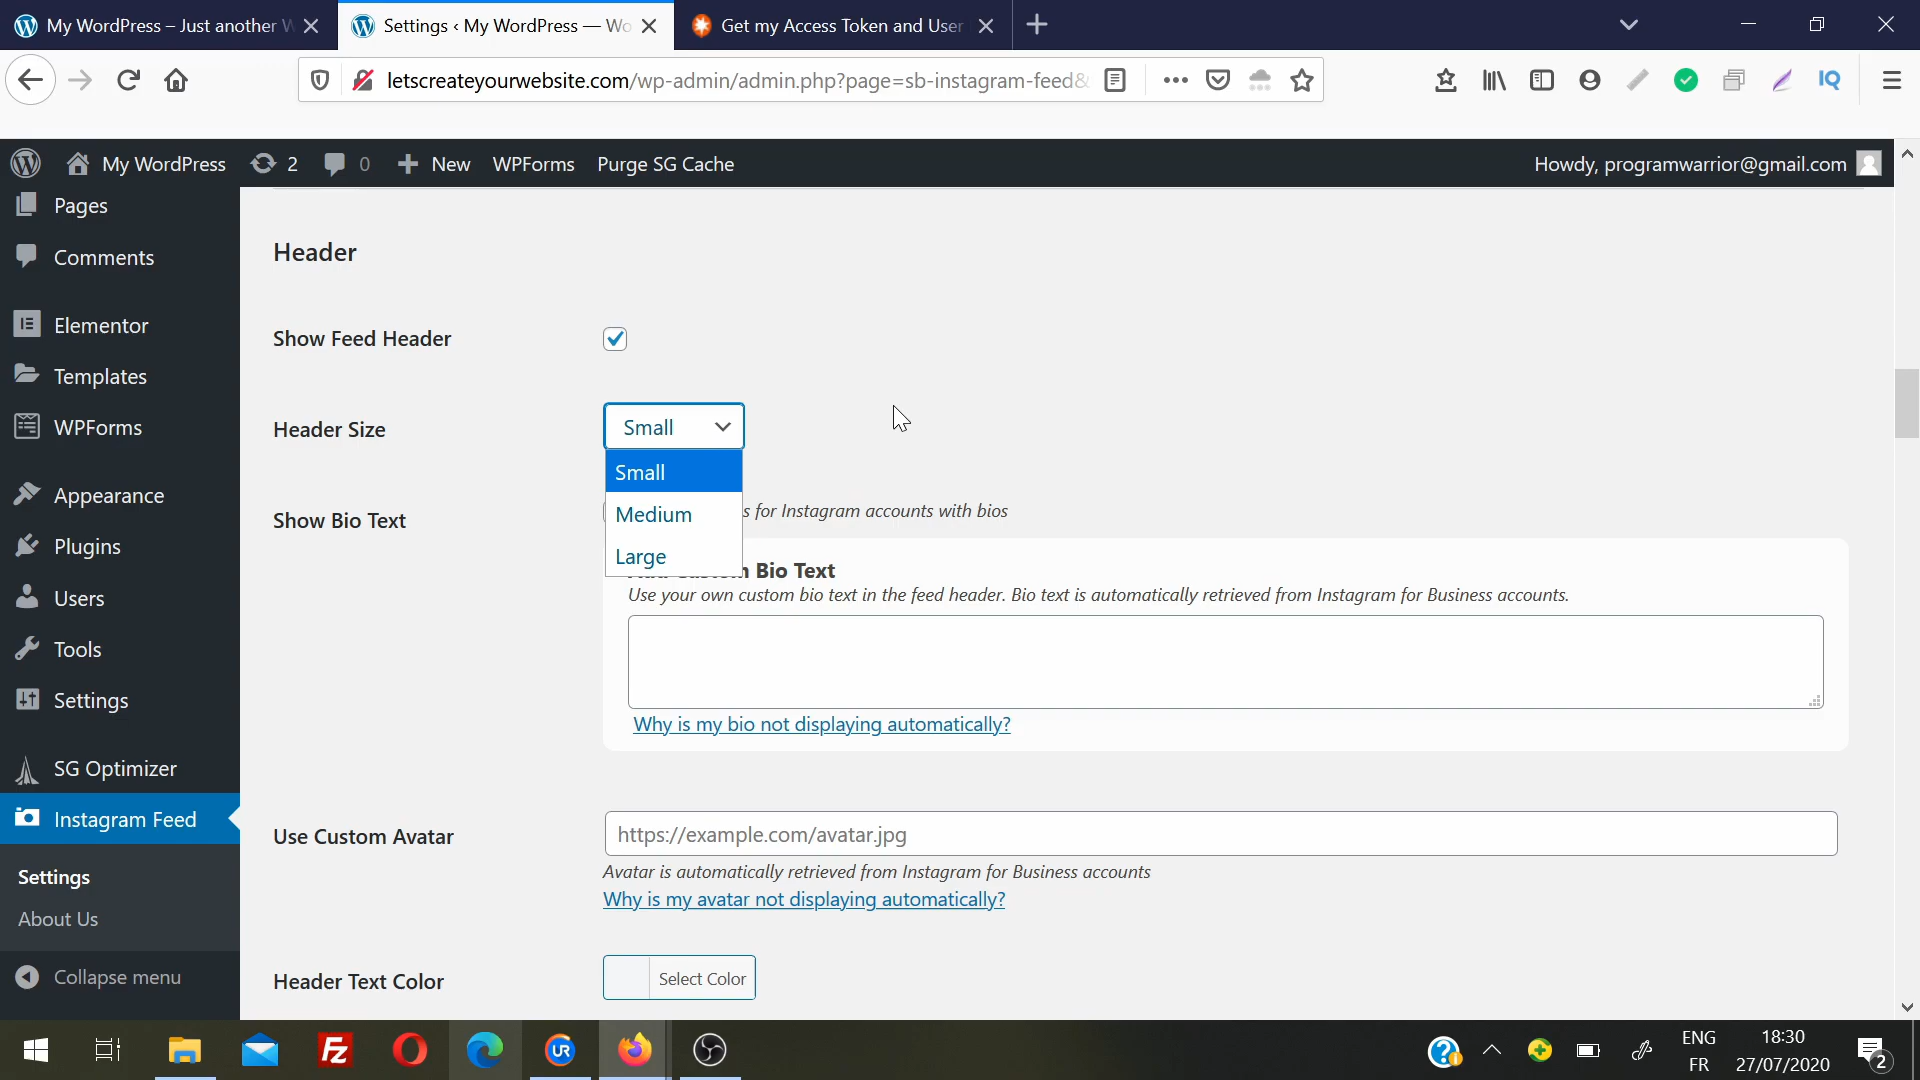 My WordPress – Just another W
Settings ‹ My WordPress — Wo
Get my Access Token and User
letscreateyourwebsite.com/wp-admin/admin.php?page=sb-instagram-feed&
IQ
My WordPress
2
0
New
WPForms
Purge SG Cache
Howdy, programwarrior@gmail.com
Pages
Comments
Elementor
Templates
WPForms
Appearance
Plugins
Users
Tools
Settings
SG Optimizer
Instagram Feed
Settings
About Us
Collapse menu
Header
Show Feed Header
Header Size
Small
Small
Medium
Large
Show Bio Text
for Instagram accounts with bios
Bio Text
Use your own custom bio text in the feed header. Bio text is automatically retrieved from Instagram for Business accounts.
Why is my bio not displaying automatically?
Use Custom Avatar
https://example.com/avatar.jpg
Avatar is automatically retrieved from Instagram for Business accounts
Why is my avatar not displaying automatically?
Header Text Color
Select Color
Fz
UR
ENG
FR
18:30
27/07/2020
2